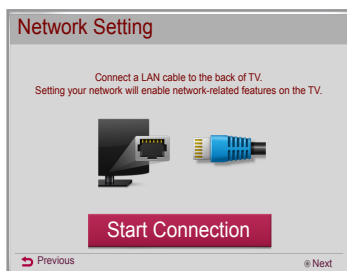 Network Setting
Connect a LAN cable to the back of TV.
Setting your network will enable network-related features on the TV.
Start Connection
Previous
Next